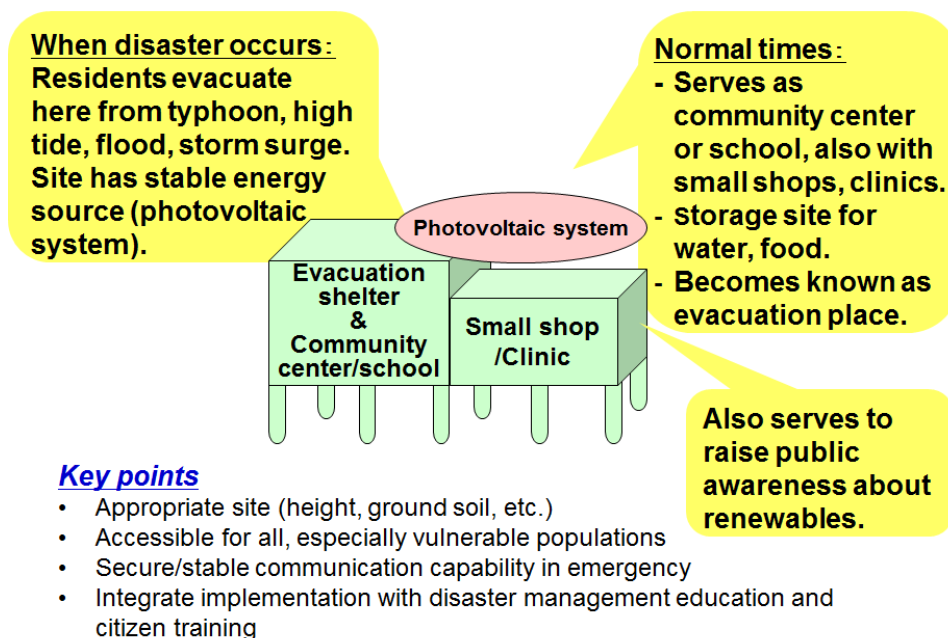 When disaster occurs:
Residents evacuate
here from typhoon, high
tide, flood, storm surge.
Site has stable energy
source (photovoltaic
system).
Normal times:
- Serves as
community center
or school, also with
small shops, clinics.
- Storage site for
water, food.
- Becomes known as
evacuation place.
Photovoltaic system
Evacuation
shelter
&
Community
center/school
Small shop
/Clinic
Also serves to
raise public
awareness about
renewables.
Key points
• Appropriate site (height, ground soil, etc.)
• Accessible for all, especially vulnerable populations
• Secure/stable communication capability in emergency
• Integrate implementation with disaster management education and
citizen training